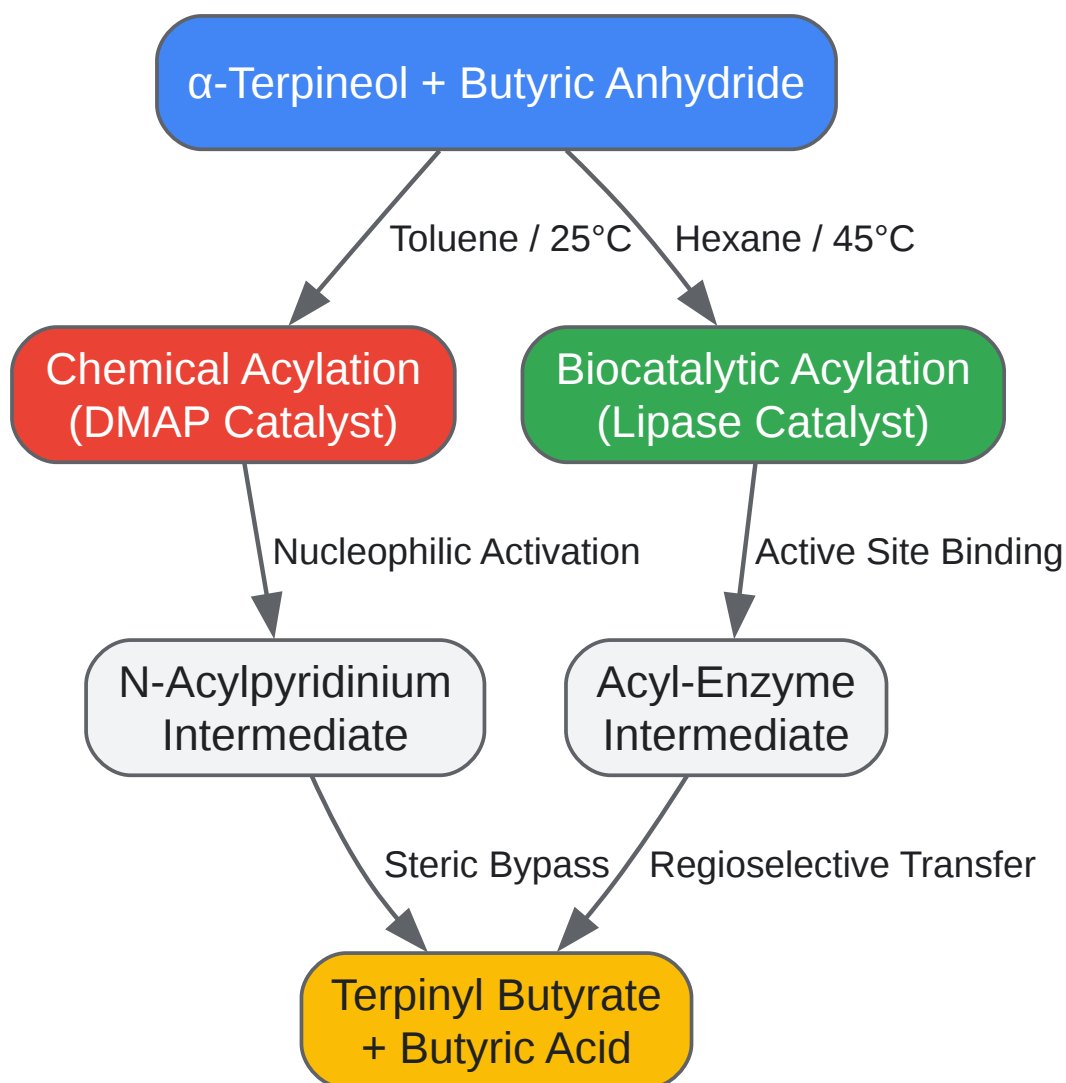 α-Terpineol + Butyric Anhydride
Toluene / 25°C
Hexane / 45°C
Chemical Acylation
(DMAP Catalyst)
Biocatalytic Acylation
(Lipase Catalyst)
Nucleophilic Activation
Active Site Binding
N-Acylpyridinium
Intermediate
Acyl-Enzyme
Intermediate
Steric Bypass
Regioselective Transfer
Terpinyl Butyrate
+ Butyric Acid